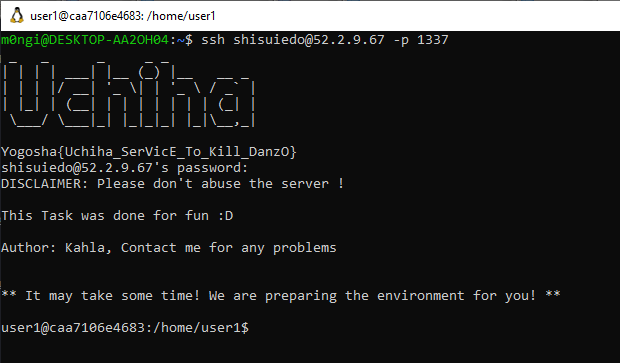 user1@caa7106e4683: /home/user1
m0ngi@DESKTOP-AA2OH04:~$ ssh shisuiedo@52.2.9.67 -p 1337
Uchiha
Yogosha{Uchiha_SerVicE_To_Kill_DanzO}
shisuiedo@52.2.9.67's password:
DISCLAIMER: Please don't abuse the server !
This Task was done for fun :D
Author: Kahla, Contact me for any problems
** It may take some time! We are preparing the environment for you! **
user1@caa7106e4683:/home/user1$